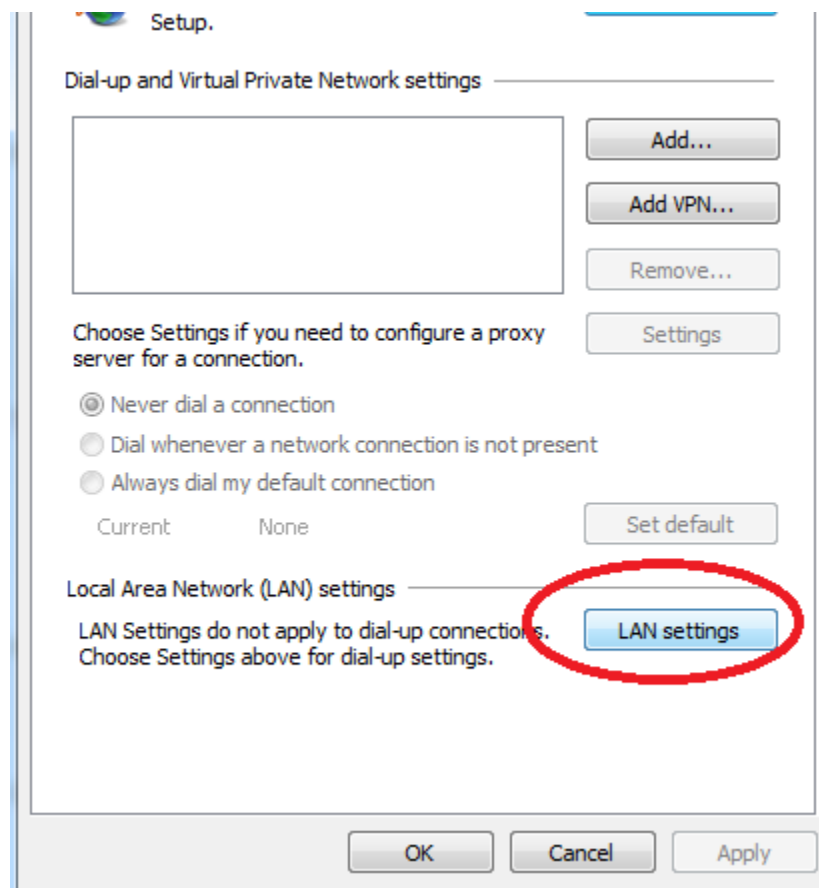 Setup.
Dial-up and Virtual Private Network settings
Add...
Add VPN...
Remove...
Choose Settings if you need to configure a proxy
server for a connection.
Settings
Never dial a connection
Dial whenever a network connection is not present
Always dial my default connection
Current None
Set default
Local Area Network (LAN) settings
LAN Settings do not apply to dial-up connections.
Choose Settings above for dial-up settings.
LAN settings
OK Cancel Apply